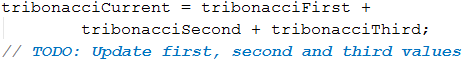 tribonacciCurrent = tribonacciFirst +
tribonacciSecond + tribonacciThird;
// TODO: Update first, second and third values